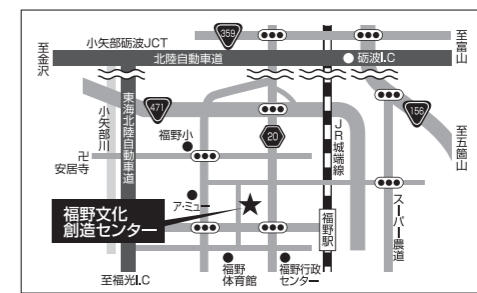 359
小矢部砺波JCT
北陸自動車道
砺波I.C
至金沢
至富山
471
156
小矢部川
東海北陸自動車道
福野小
20
JR城端線
至五箇山
卍
安居寺
ア・ミュー
福野文化
創造センター
福野駅
スーパー農道
至福光I.C
福野
体育館
福野行政
センター